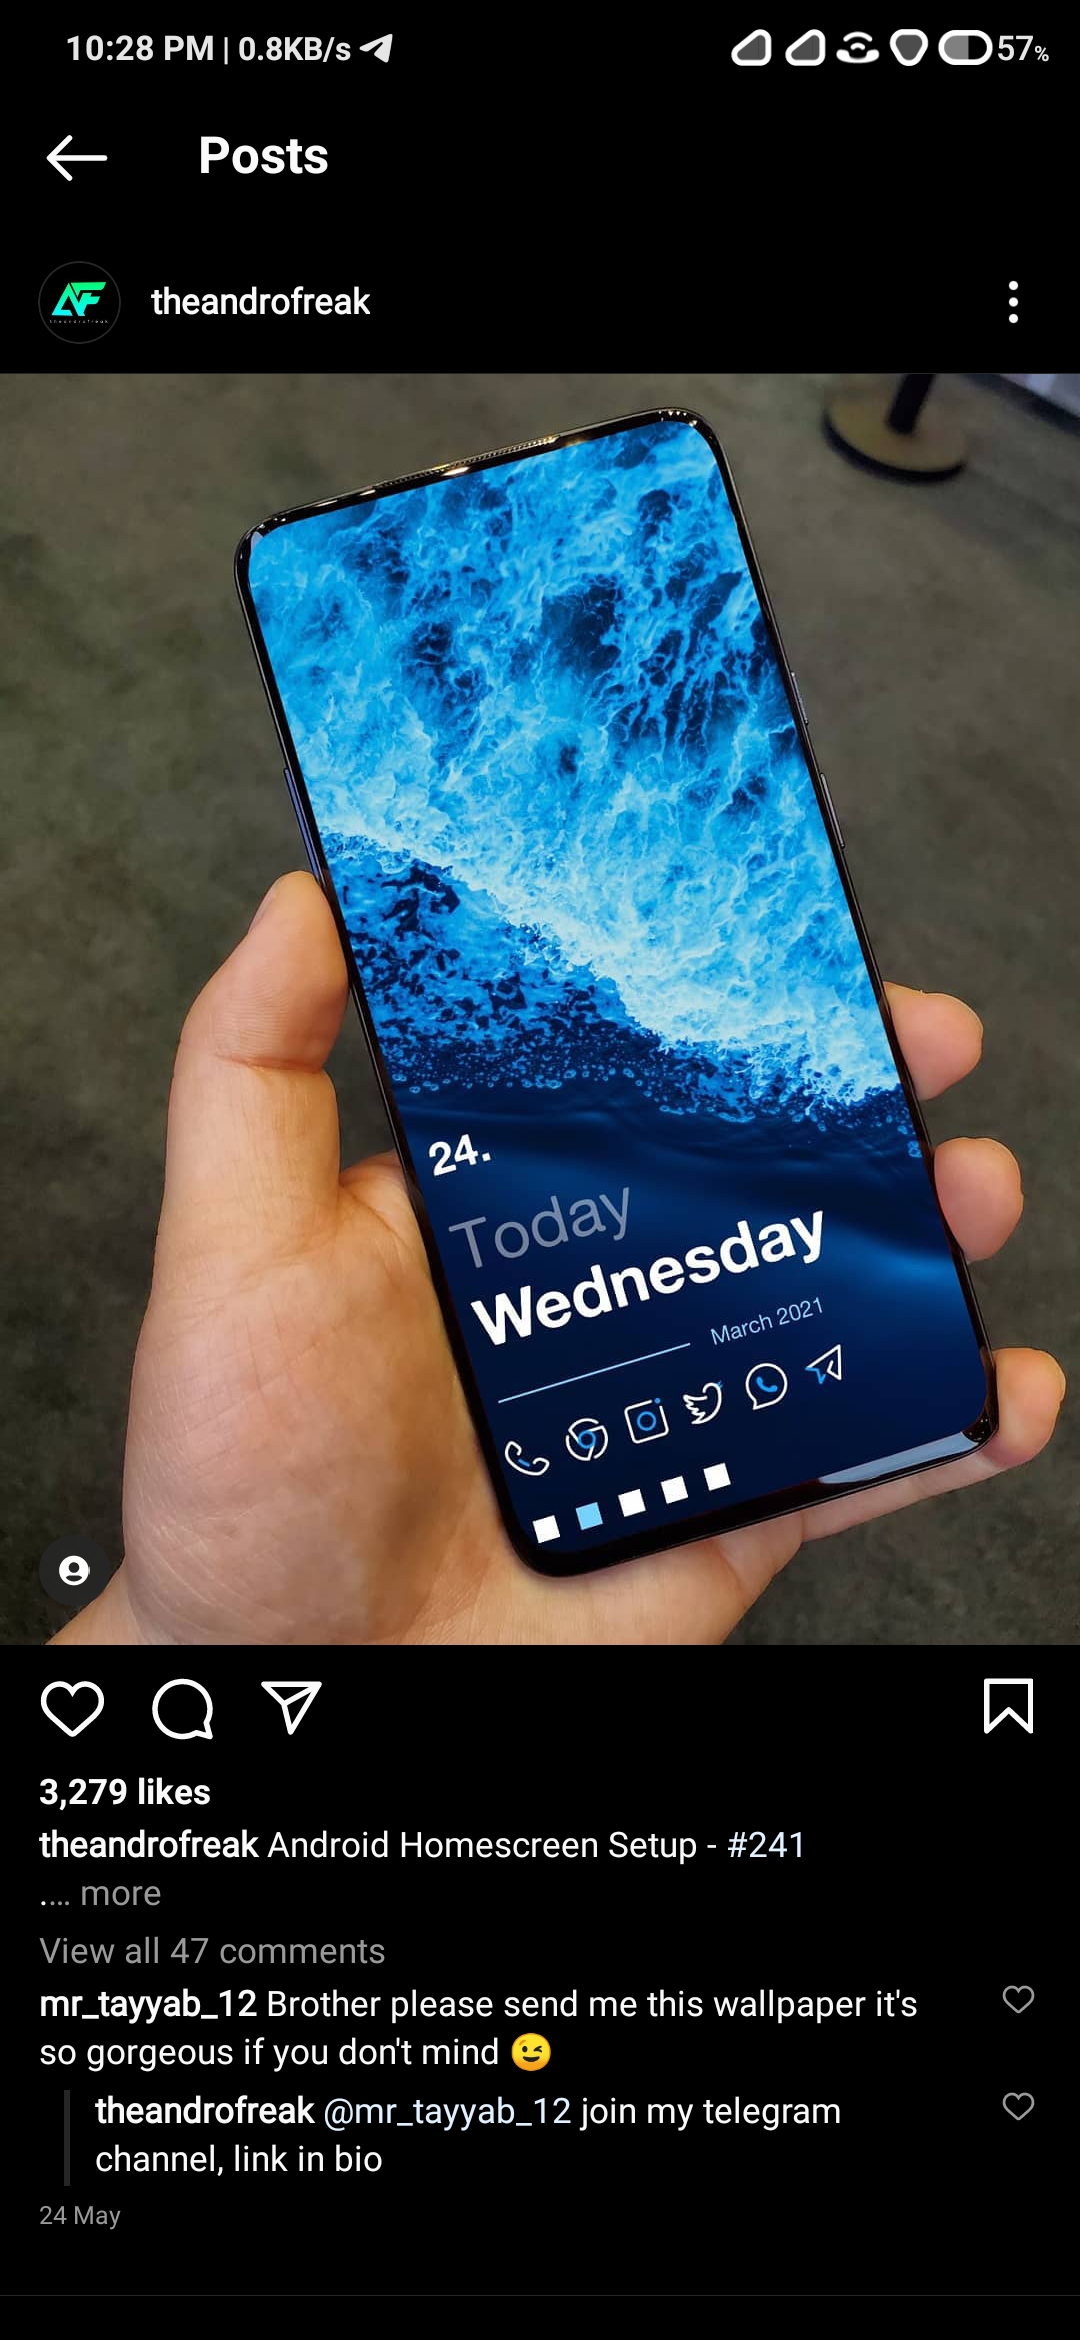 10:28 PM | 0.8KB/s
57%
Posts
theandrofreak
24.
Today
Wednesday
March 2021
3,279 likes
theandrofreak Android Homescreen Setup - #241
.... more
View all 47 comments
mr_tayyab_12 Brother please send me this wallpaper it's
so gorgeous if you don't mind 😉
theandrofreak @mr_tayyab_12 join my telegram
channel, link in bio
24 May